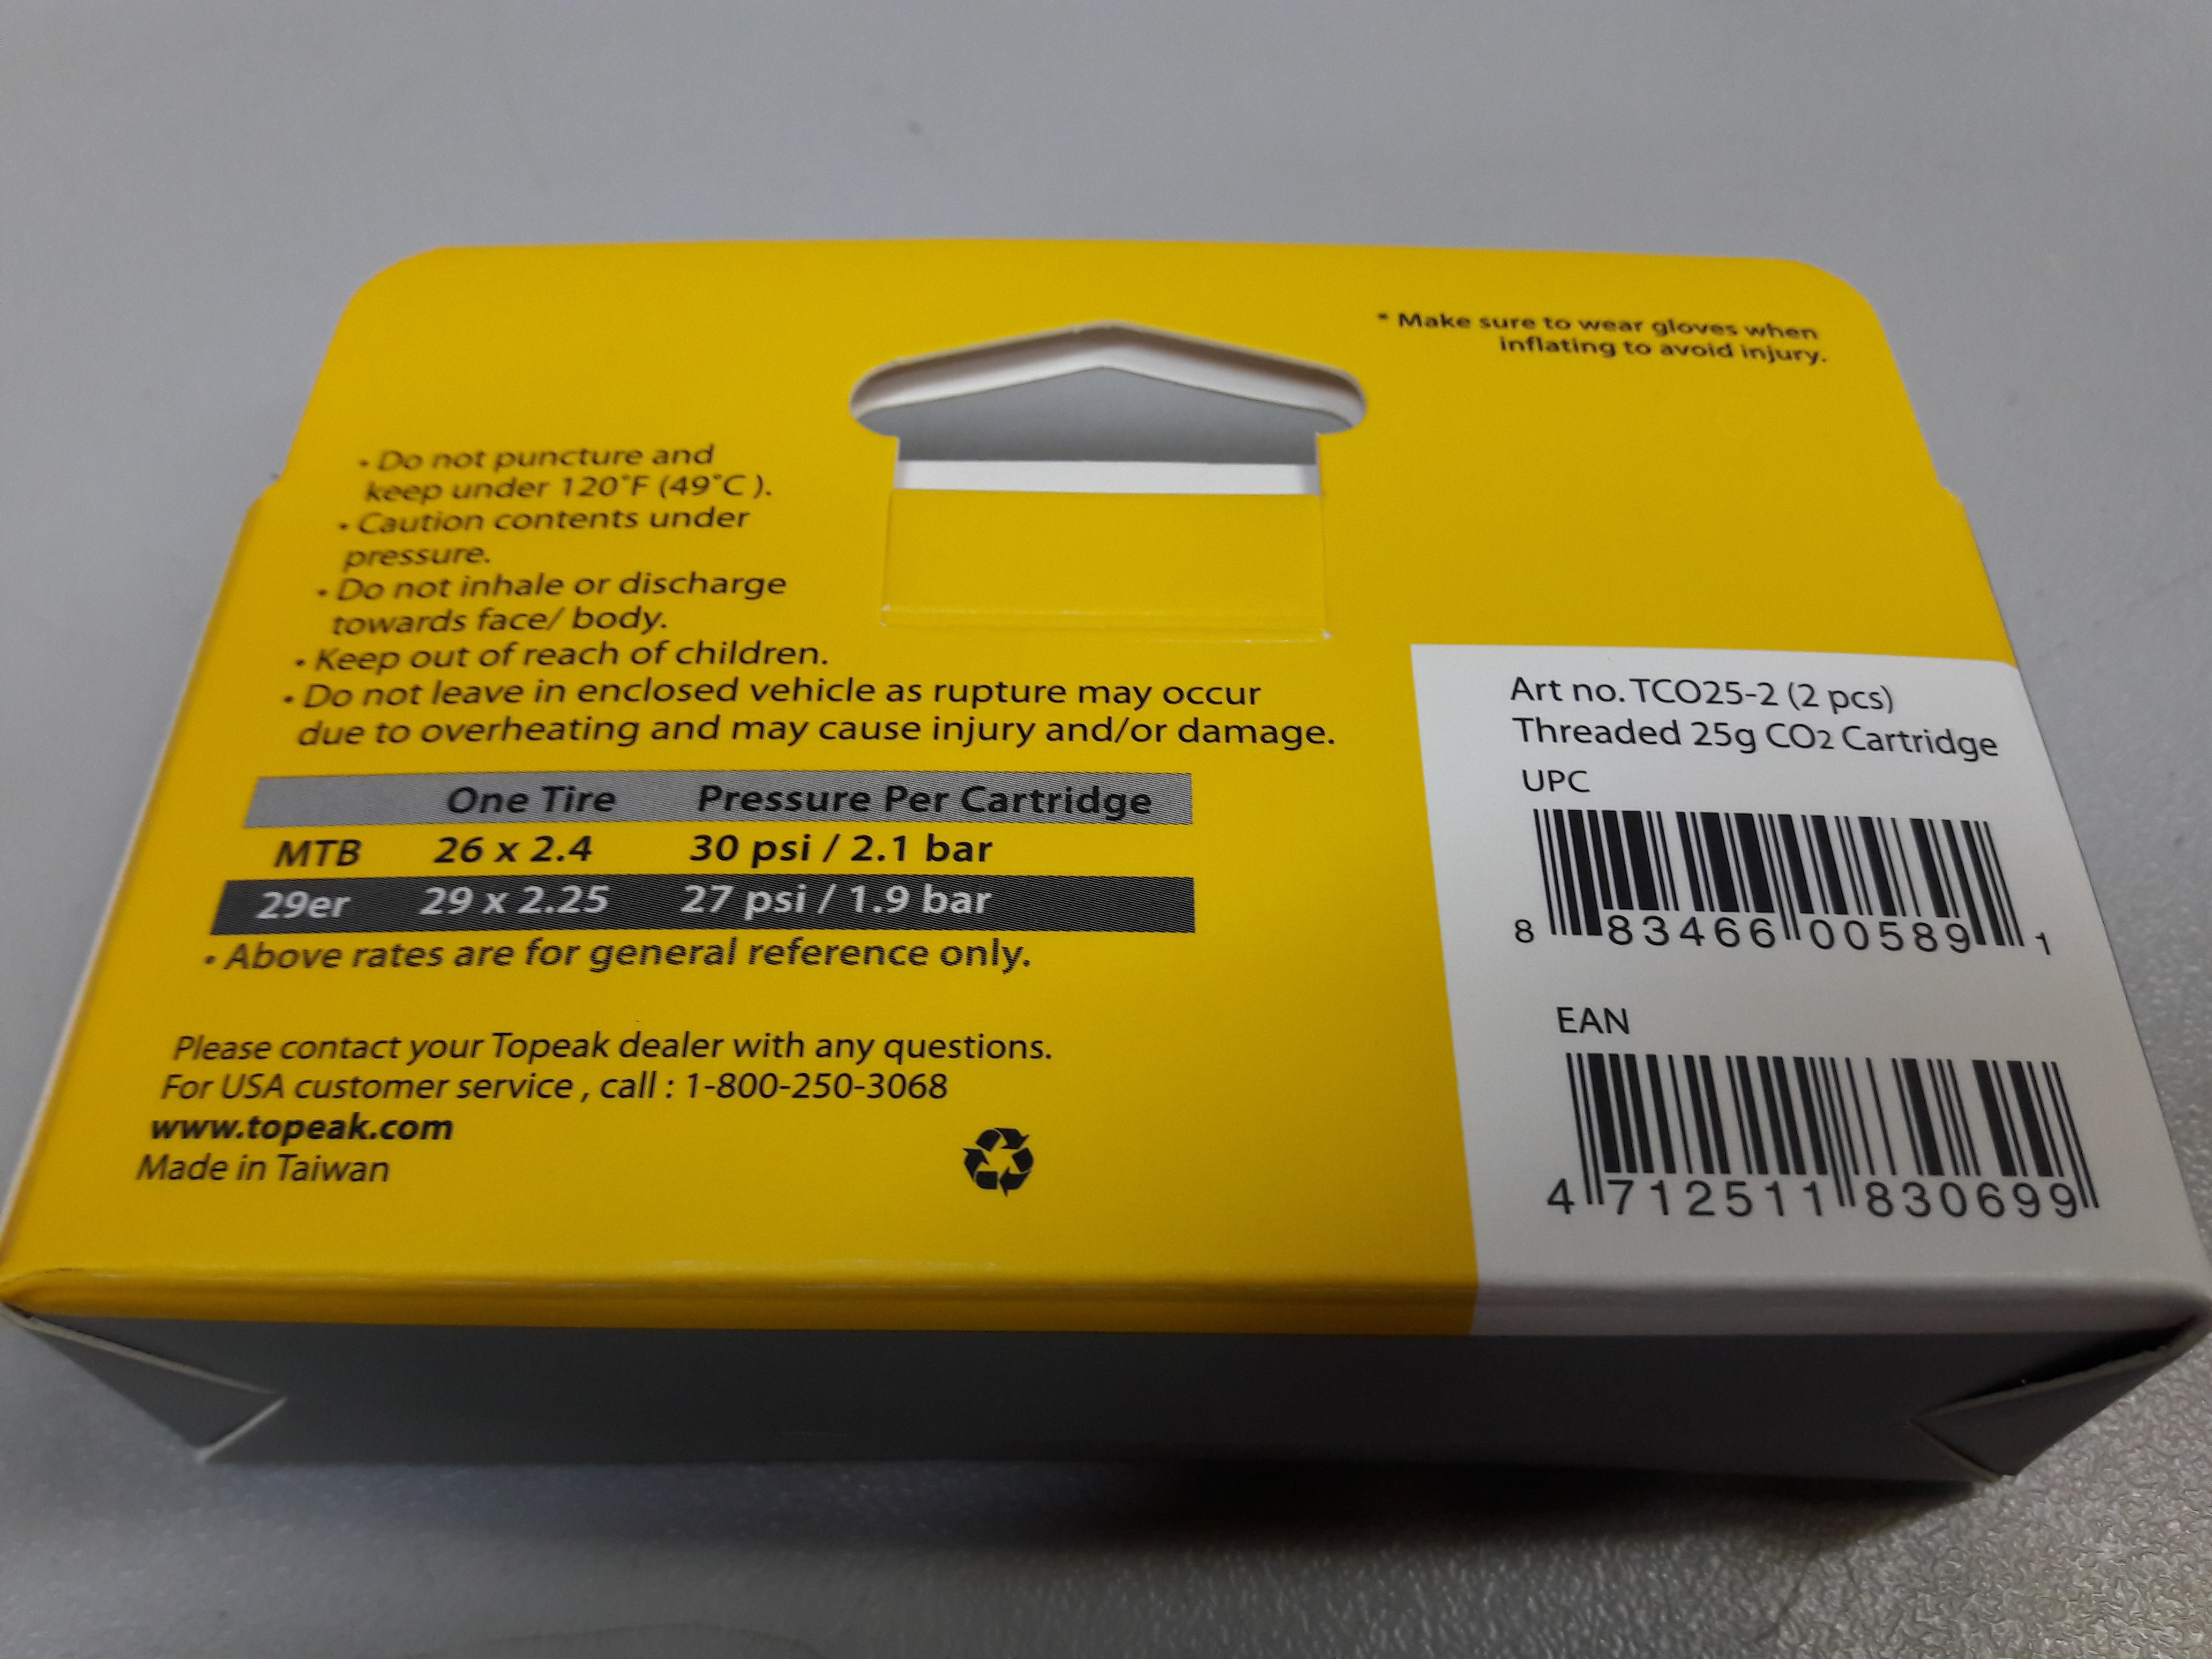 * Make sure to wear gloves when
inflating to avoid injury.
• Do not puncture and
keep under 120°F (49°C ).
• Caution contents under
pressure.
• Do not inhale or discharge
towards face/ body.
• Keep out of reach of children.
• Do not leave in enclosed vehicle as rupture may occur
due to overheating and may cause injury and/or damage.
One Tire Pressure Per Cartridge
MTB 26 x 2.4 30 psi / 2.1 bar
29er 29 x 2.25 27 psi / 1.9 bar
• Above rates are for general reference only.
Please contact your Topeak dealer with any questions.
For USA customer service , call : 1-800-250-3068
www.topeak.com
Made in Taiwan
Art no. TCO25-2 (2 pcs)
Threaded 25g CO2 Cartridge
UPC
8 83466 00589 1
EAN
4 712511 830699